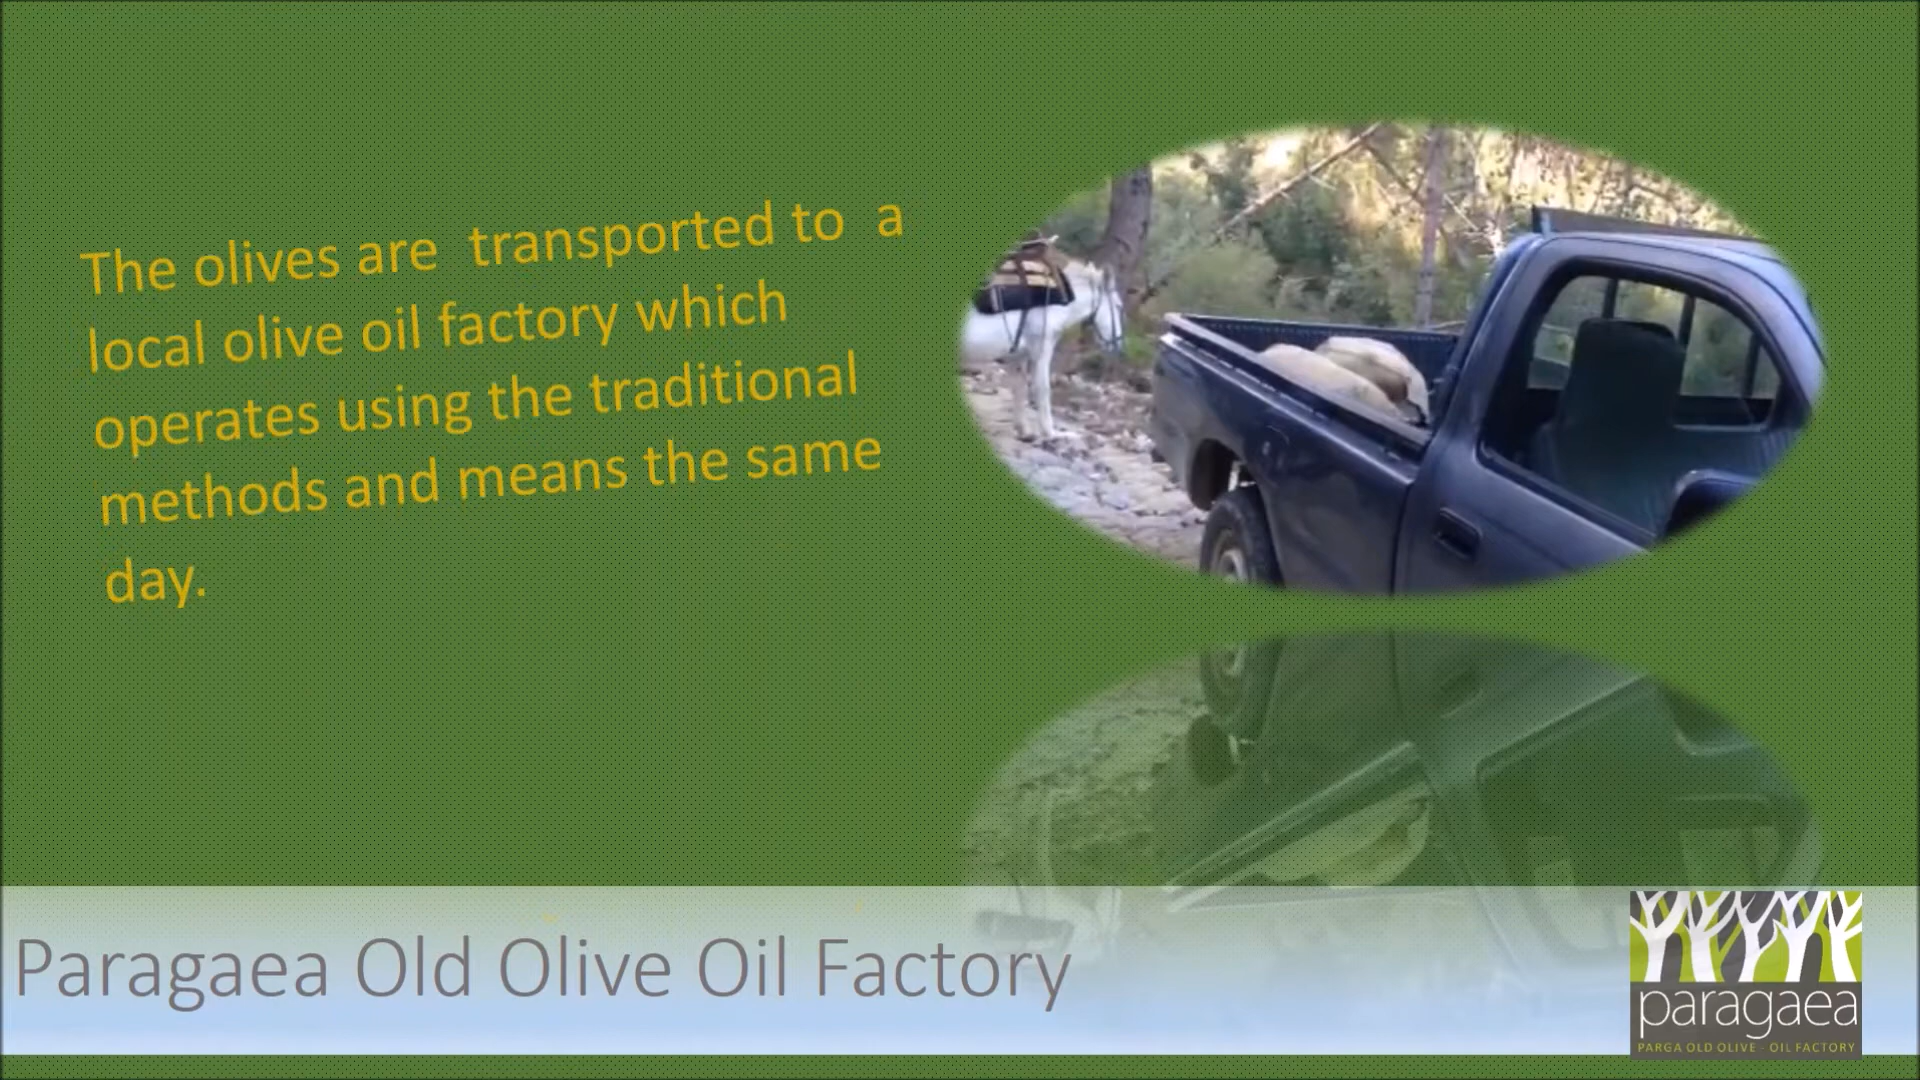 The olives are transported to a
local olive oil factory which
operates using the traditional
methods and means the same
day.
Paragaea Old Olive Oil Factory
paragaea
PARGA OLD OLIVE - OIL FACTORY